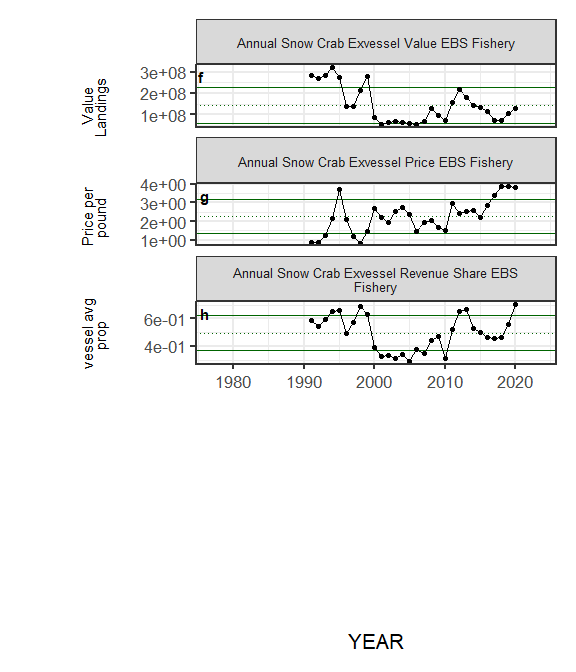 Annual Snow Crab Exvessel Value EBS Fishery
Value
Landings
3e+08
2e+08
1e+08
f
Annual Snow Crab Exvessel Price EBS Fishery
Price per
pound
4e+00
3e+00
2e+00
1e+00
g
Annual Snow Crab Exvessel Revenue Share EBS
Fishery
vessel avg
prop
6e-01
4e-01
h
1980 1990 2000 2010 2020
YEAR